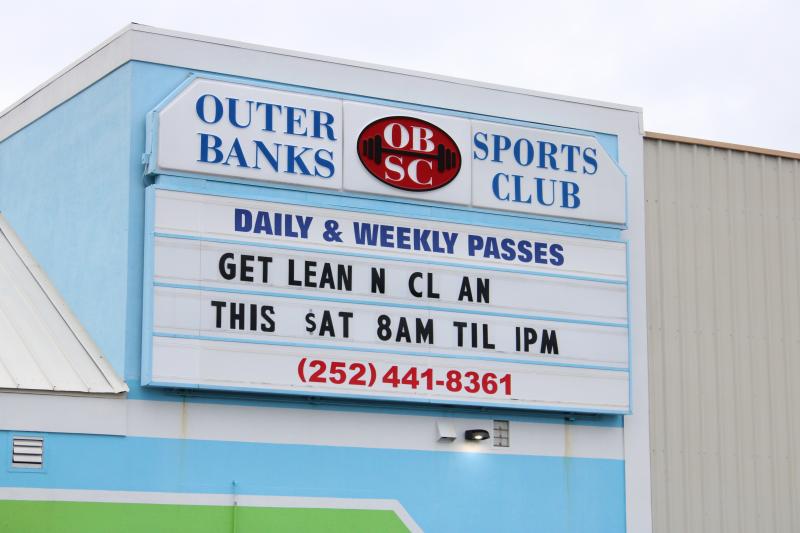 OUTER
BANKS
OB
SC
SPORTS
CLUB
DAILY & WEEKLY PASSES
GET LEAN N CL AN
THIS $AT 8AM TIL 1PM
(252) 441-8361